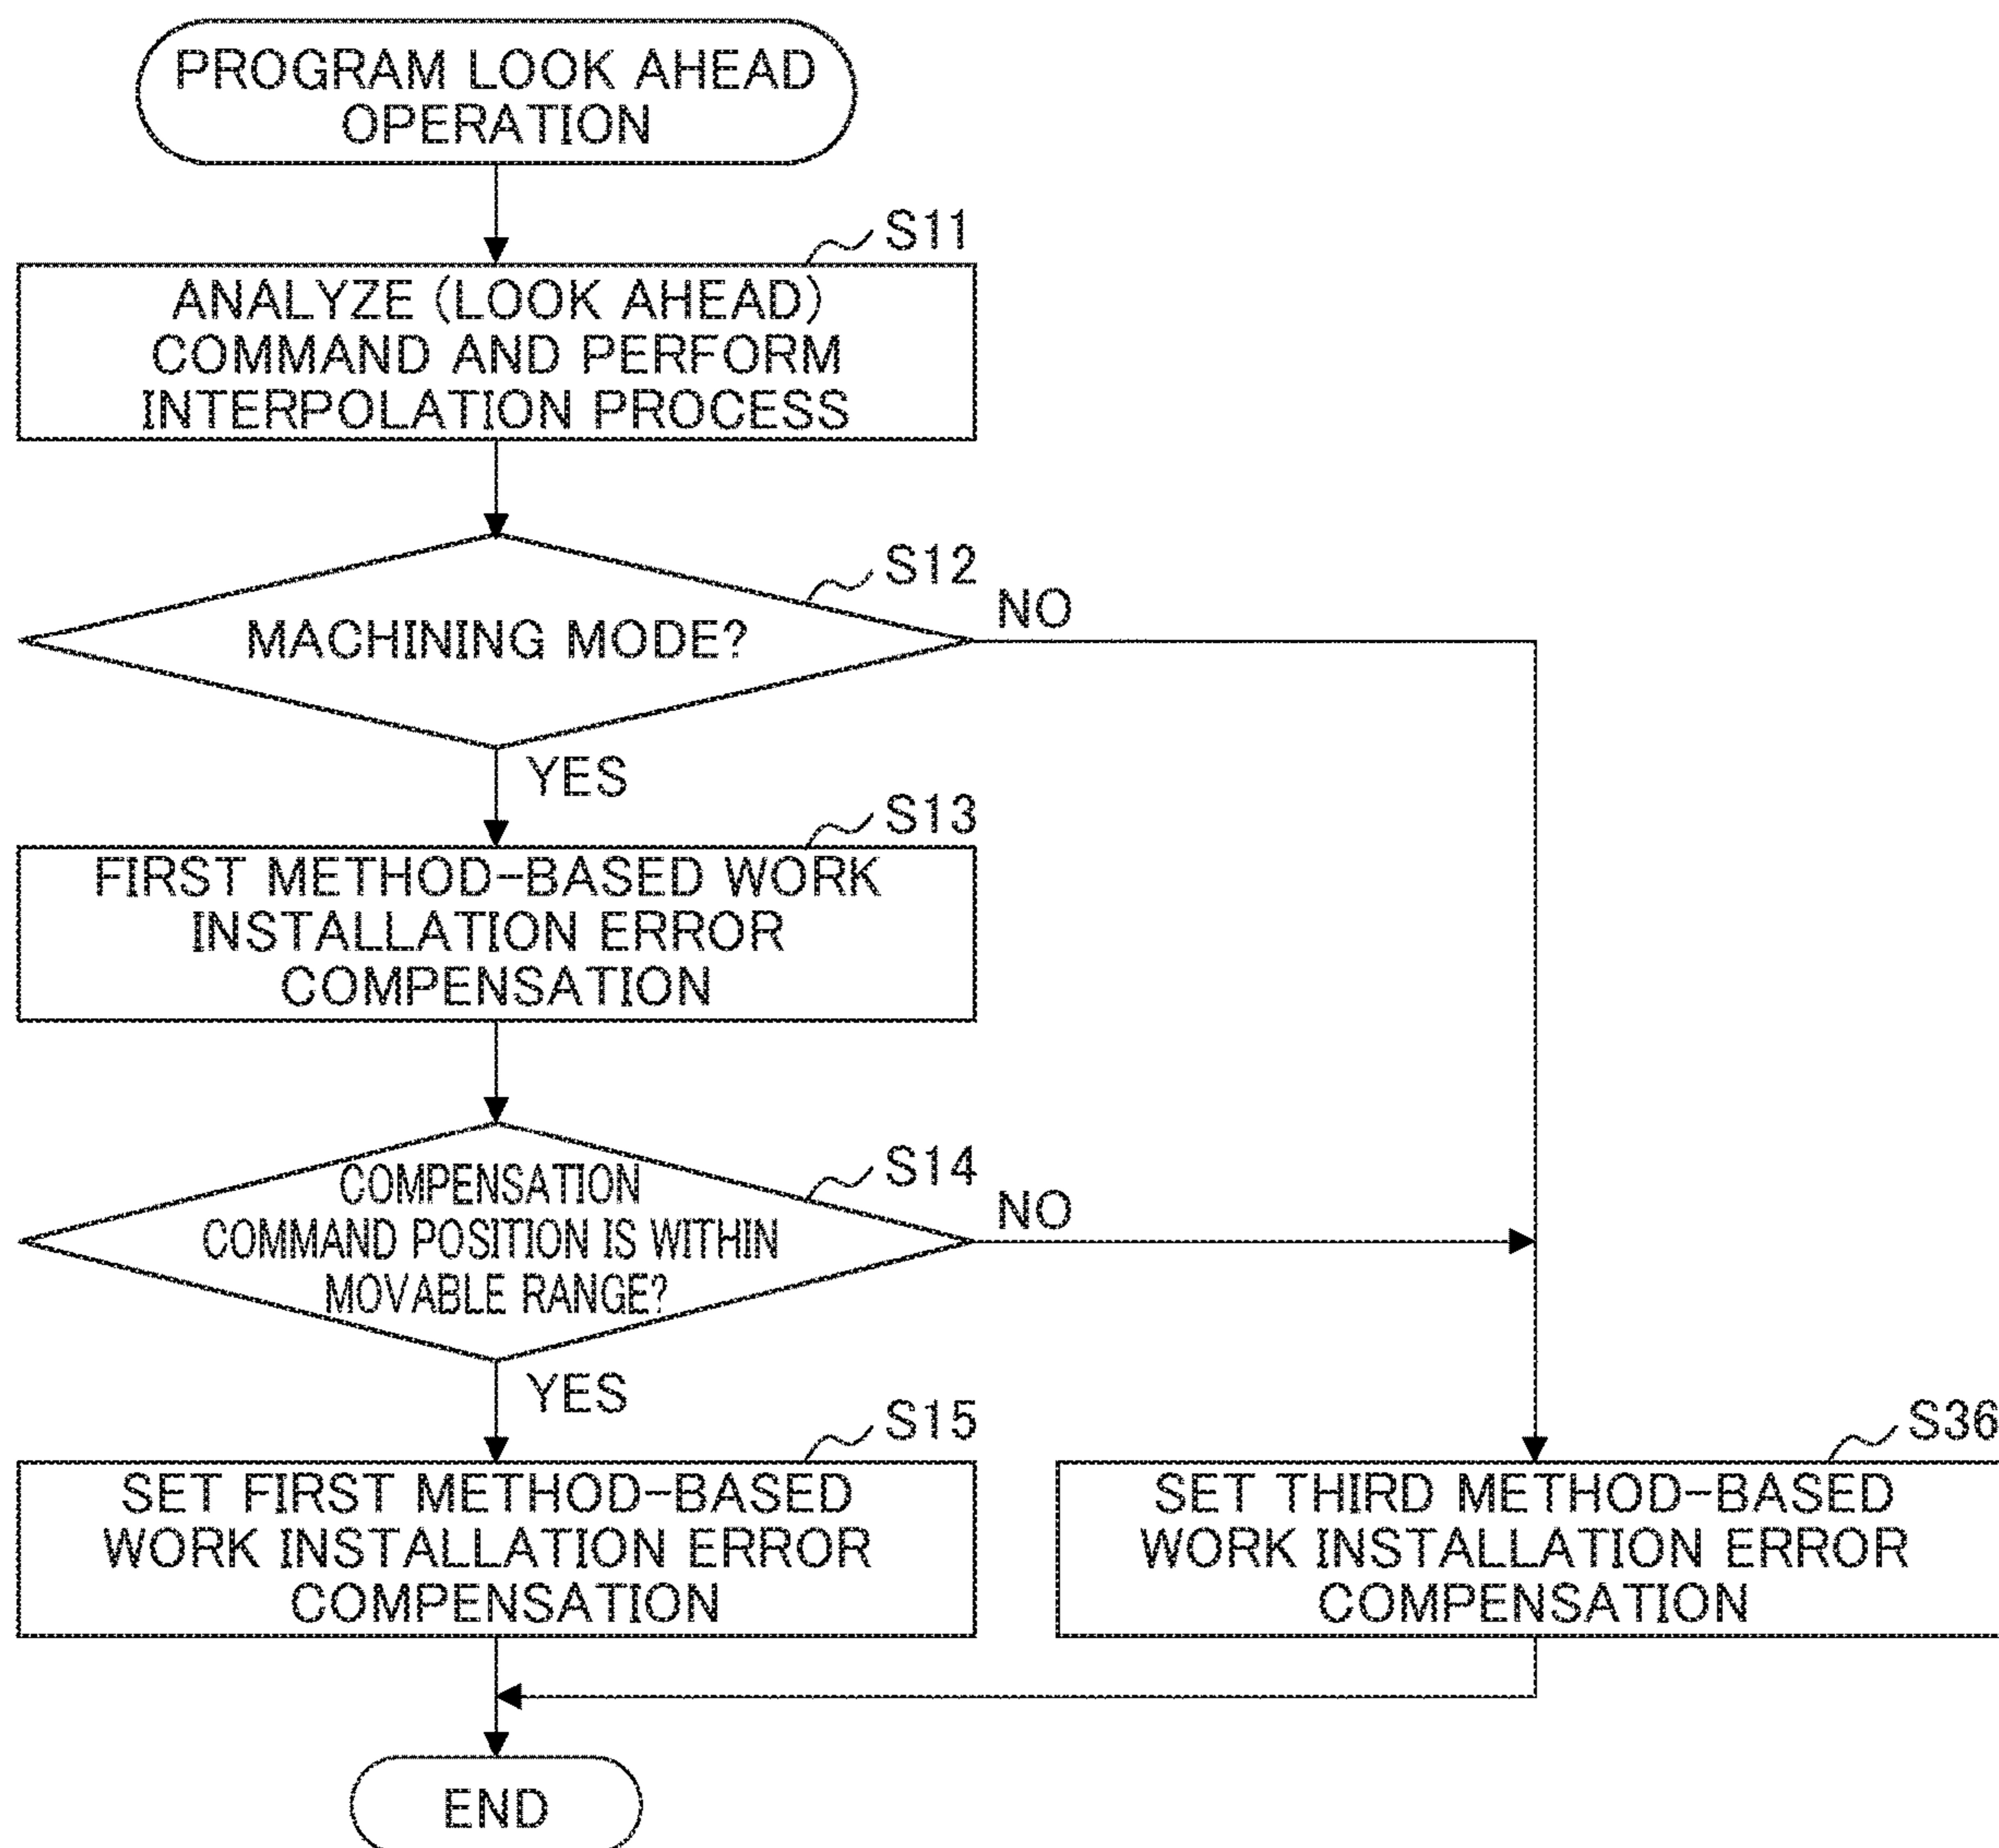 PROGRAM LOOK AHEAD
OPERATION
S11
ANALYZE (LOOK AHEAD)
COMMAND AND PERFORM
INTERPOLATION PROCESS
S12
MACHINING MODE?
NO
YES
S13
FIRST METHOD-BASED WORK
INSTALLATION ERROR
COMPENSATION
S14
COMPENSATION
COMMAND POSITION IS WITHIN
MOVABLE RANGE?
NO
YES
S15
SET FIRST METHOD-BASED
WORK INSTALLATION ERROR
COMPENSATION
S36
SET THIRD METHOD-BASED
WORK INSTALLATION ERROR
COMPENSATION
END